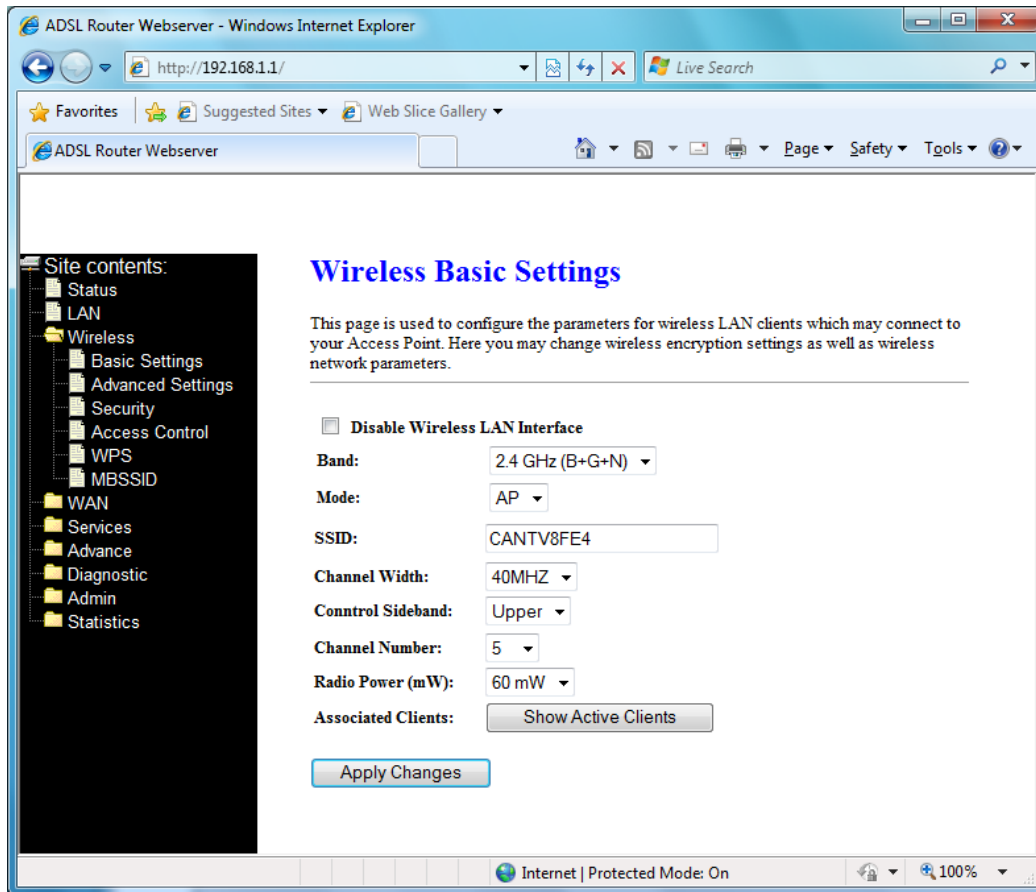 ADSL Router Webserver - Windows Internet Explorer
http://192.168.1.1/
Live Search
Favorites
Suggested Sites
Web Slice Gallery
ADSL Router Webserver
Page
Safety
Tools
Site contents:
Status
LAN
Wireless
Basic Settings
Advanced Settings
Security
Access Control
WPS
MBSSID
WAN
Services
Advance
Diagnostic
Admin
Statistics
Wireless Basic Settings
This page is used to configure the parameters for wireless LAN clients which may connect to
your Access Point. Here you may change wireless encryption settings as well as wireless
network parameters.
Disable Wireless LAN Interface
Band: 2.4 GHz (B+G+N)
Mode: AP
SSID: CANTV8FE4
Channel Width: 40MHZ
Conntrol Sideband: Upper
Channel Number: 5
Radio Power (mW): 60 mW
Associated Clients: Show Active Clients
Apply Changes
Internet | Protected Mode: On
100%